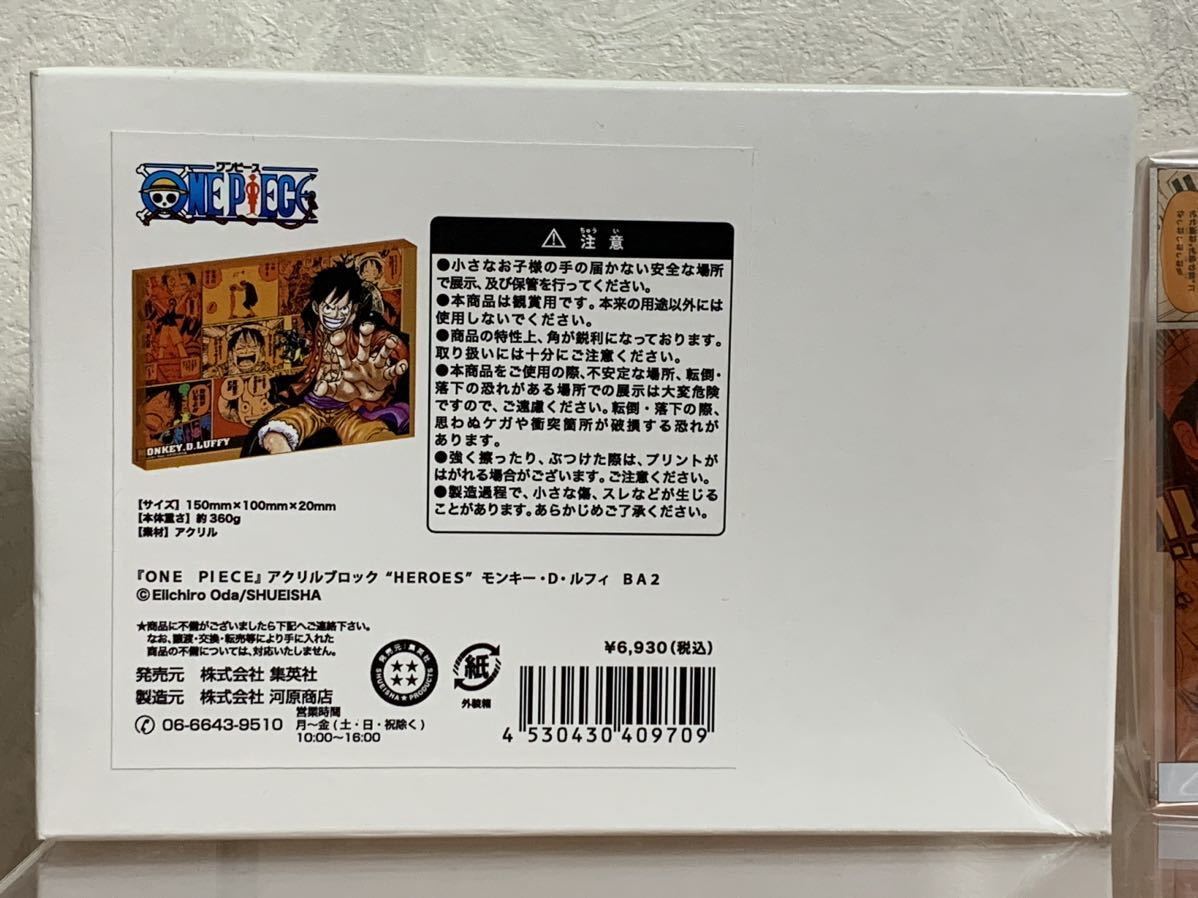 ワンピース
ONE PIECE
ONKEY.D.LUFFY
【サイズ】150mm×100mm×20mm
【本体重さ】約360g
【素材】アクリル
ちゅう い
⚠ 注 意
●小さなお子様の手の届かない安全な場所
で展示、及び保管を行ってください。
●本商品は観賞用です。本来の用途以外には
使用しないでください。
●商品の特性上、角が鋭利になっております。
取り扱いには十分にご注意ください。
●本商品をご使用の際、不安定な場所、転倒・
落下の恐れがある場所での展示は大変危険
ですので、ご遠慮ください。転倒・落下の際、
思わぬケガや衝突箇所が破損する恐れが
あります。
●強く擦ったり、ぶつけた際は、プリントが
はがれる場合がございます。ご注意ください。
●製造過程で、小さな傷、スレなどが生じる
ことがあります。あらかじめご了承ください。
『ONE PIECE』アクリルブロック “HEROES” モンキー・D・ルフィ BA2
©Eiichiro Oda/SHUEISHA
★商品に不備がございましたら下記へご連絡下さい。
なお、譲渡・交換・転売等により手に入れた
商品の不備については、対応いたしません。
発売元 株式会社 集英社
製造元 株式会社 河原商店
06-6643-9510
営業時間
月～金(土・日・祝除く)
10:00～16:00
発売元:集英社
SHUEISHA★PRODUCTS
紙
外装箱
¥6,930(税込)
4 530430 409709